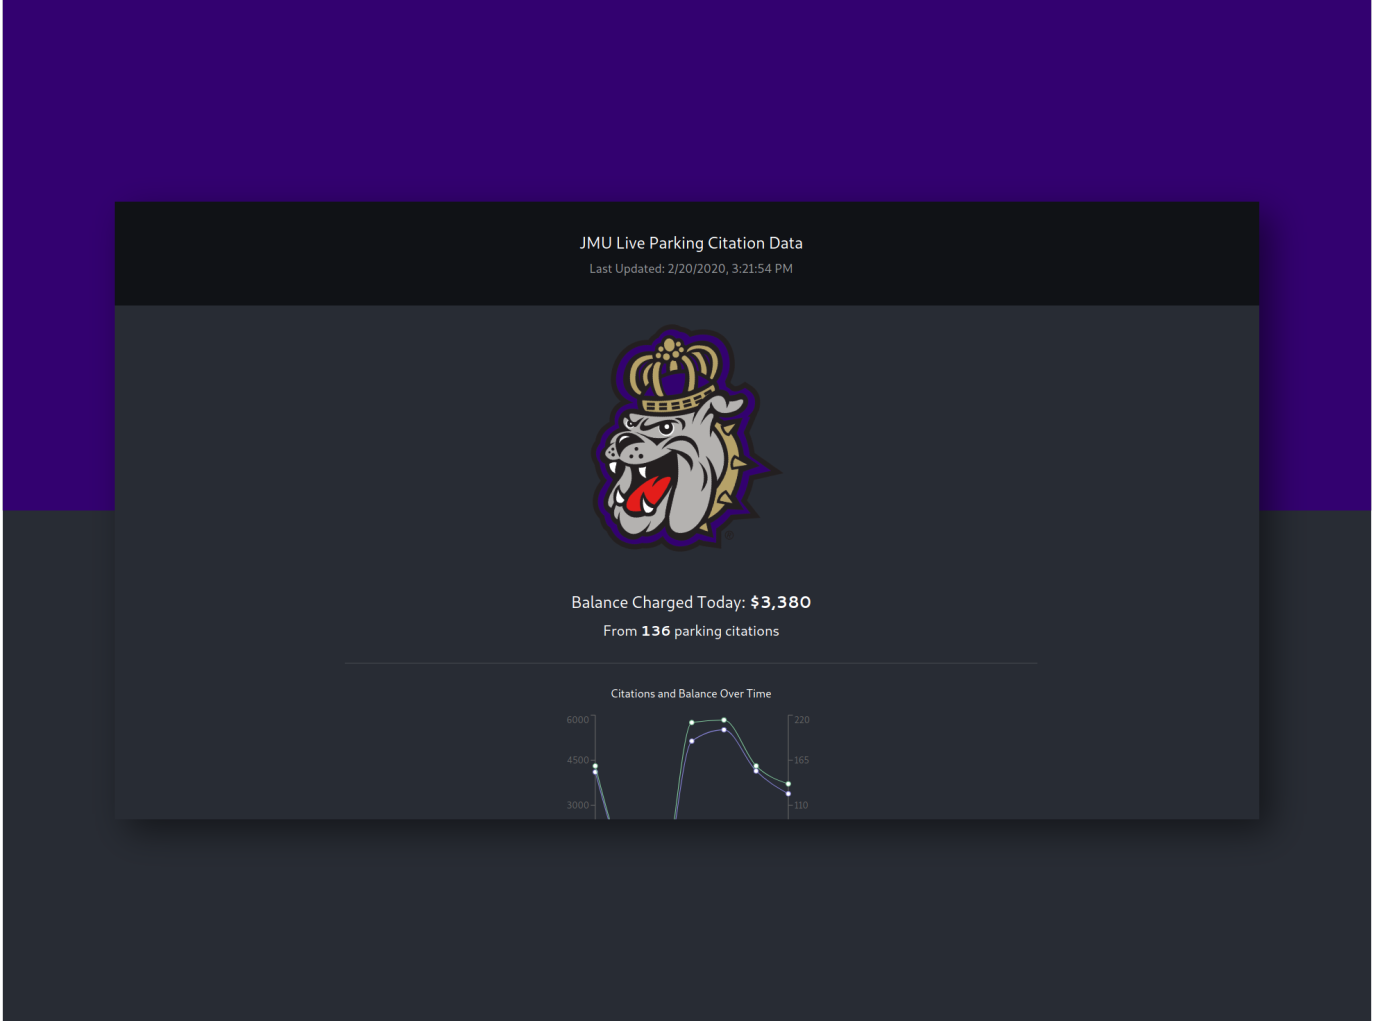 JMU Live Parking Citation Data
Last Updated: 2/20/2020, 3:21:54 PM
®
Balance Charged Today: $3,380
From 136 parking citations
Citations and Balance Over Time
6000 220
4500 165
3000 110